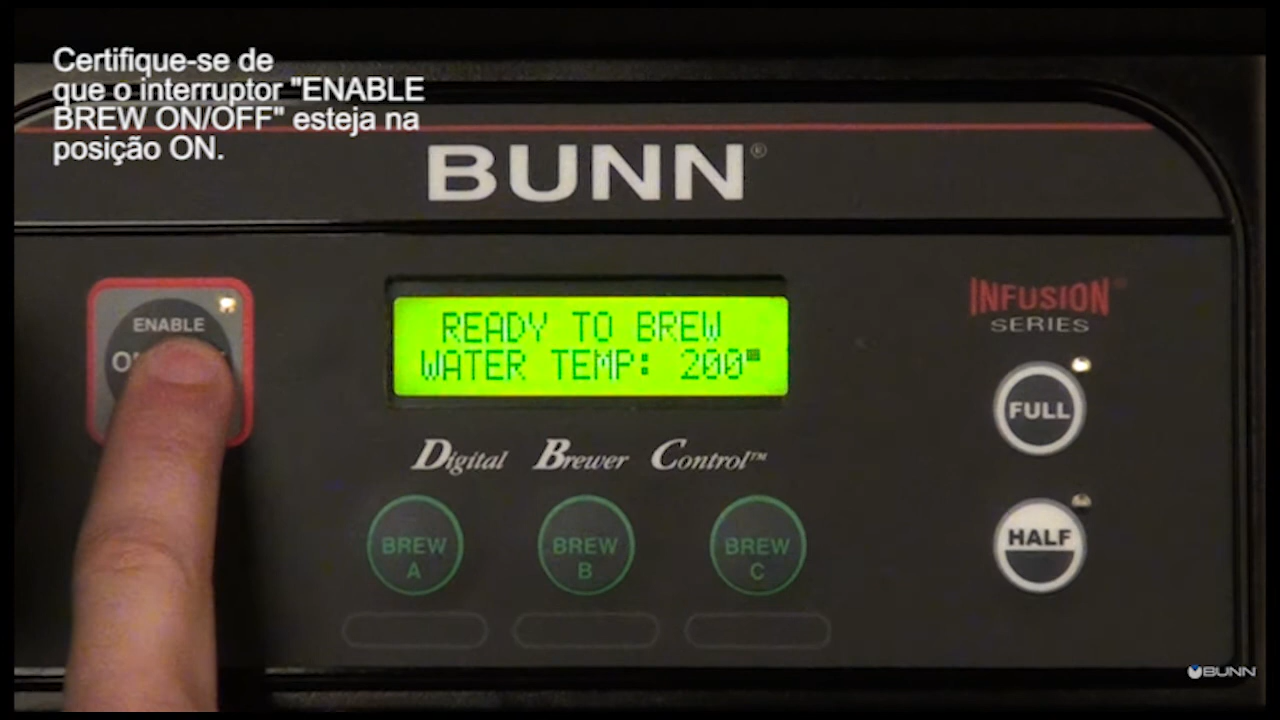 Certifique-se de
que o interruptor "ENABLE
BREW ON/OFF" esteja na
posição ON.
BUNN®
ENABLE
READY TO BREW
WATER TEMP: 200°
INFUSION®
SERIES
FULL
Digital Brewer Control™
HALF
BREW A
BREW B
BREW C
BUNN